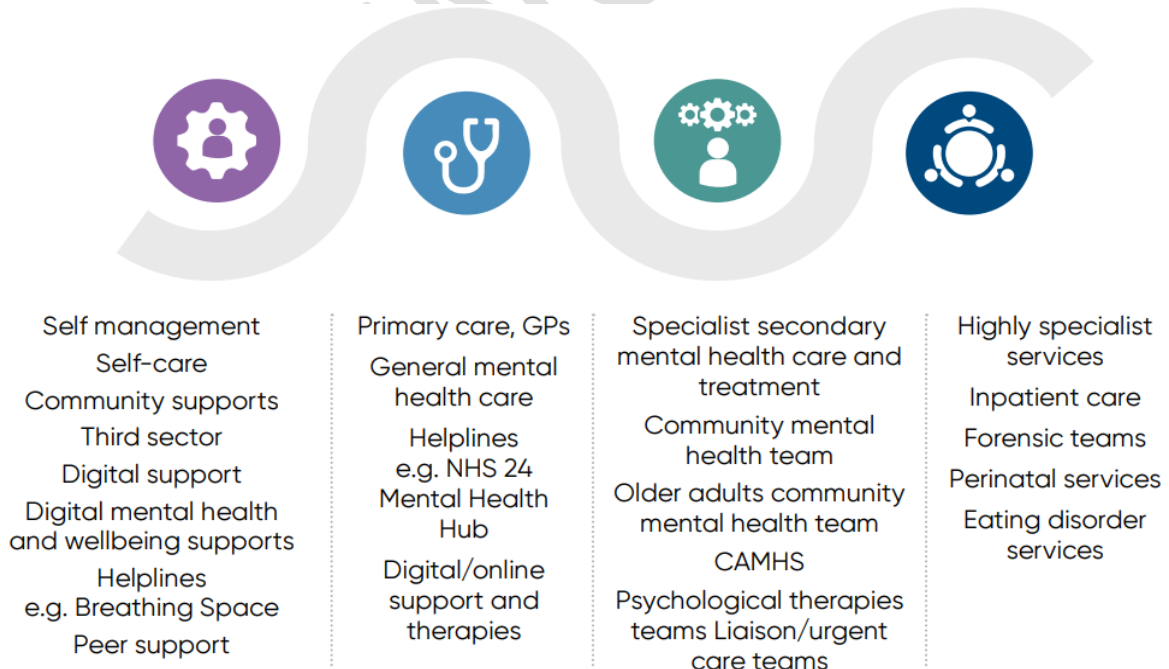 Self management
Self-care
Community supports
Third sector
Digital support
Digital mental health
and wellbeing supports
Helplines
e.g. Breathing Space
Peer support
Primary care, GPs
General mental
health care
Helplines
e.g. NHS 24
Mental Health
Hub
Digital/online
support and
therapies
Specialist secondary
mental health care and
treatment
Community mental
health team
Older adults community
mental health team
CAMHS
Psychological therapies
teams Liaison/urgent
care teams
Highly specialist
services
Inpatient care
Forensic teams
Perinatal services
Eating disorder
services